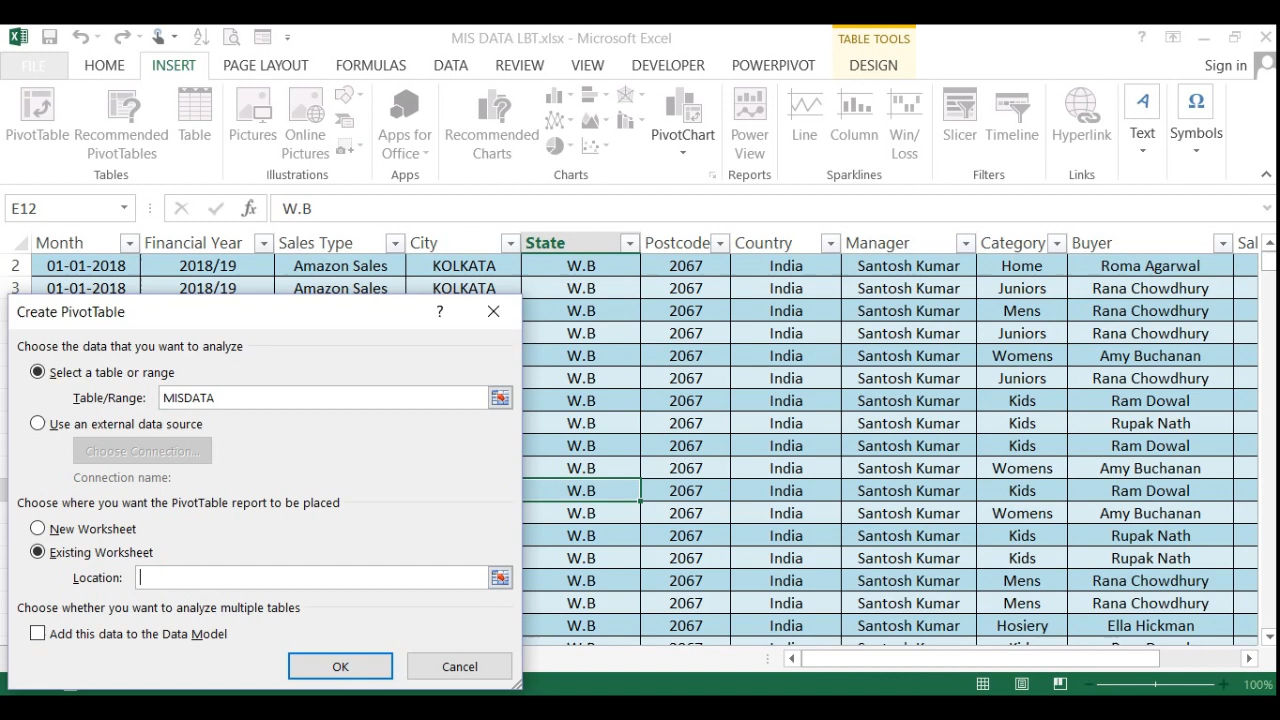 MIS DATA LBT.xlsx - Microsoft Excel
TABLE TOOLS
?
FILE HOME INSERT PAGE LAYOUT FORMULAS DATA REVIEW VIEW DEVELOPER POWERPIVOT DESIGN Sign in
PivotTable Recommended PivotTables Table Pictures Online Pictures Apps for Office Recommended Charts PivotChart Power View Line Column Win/Loss Slicer Timeline Hyperlink Text Symbols
Tables Illustrations Apps Charts Reports Sparklines Filters Links
E12 fx W.B
Month Financial Year Sales Type City State Postcode Country Manager Category Buyer Sal
2 01-01-2018 2018/19 Amazon Sales KOLKATA W.B 2067 India Santosh Kumar Home Roma Agarwal
3 01-01-2018 2018/19 Amazon Sales KOLKATA W.B 2067 India Santosh Kumar Juniors Rana Chowdhury
W.B 2067 India Santosh Kumar Mens Rana Chowdhury
W.B 2067 India Santosh Kumar Juniors Rana Chowdhury
W.B 2067 India Santosh Kumar Womens Amy Buchanan
W.B 2067 India Santosh Kumar Juniors Rana Chowdhury
W.B 2067 India Santosh Kumar Kids Ram Dowal
W.B 2067 India Santosh Kumar Kids Rupak Nath
W.B 2067 India Santosh Kumar Kids Ram Dowal
W.B 2067 India Santosh Kumar Womens Amy Buchanan
W.B 2067 India Santosh Kumar Kids Ram Dowal
W.B 2067 India Santosh Kumar Womens Amy Buchanan
W.B 2067 India Santosh Kumar Kids Rupak Nath
W.B 2067 India Santosh Kumar Kids Rupak Nath
W.B 2067 India Santosh Kumar Mens Rana Chowdhury
W.B 2067 India Santosh Kumar Mens Rana Chowdhury
W.B 2067 India Santosh Kumar Hosiery Ella Hickman
Create PivotTable ?
Choose the data that you want to analyze
Select a table or range
Table/Range: MISDATA
Use an external data source
Choose Connection...
Connection name:
Choose where you want the PivotTable report to be placed
New Worksheet
Existing Worksheet
Location:
Choose whether you want to analyze multiple tables
Add this data to the Data Model
OK Cancel
100%